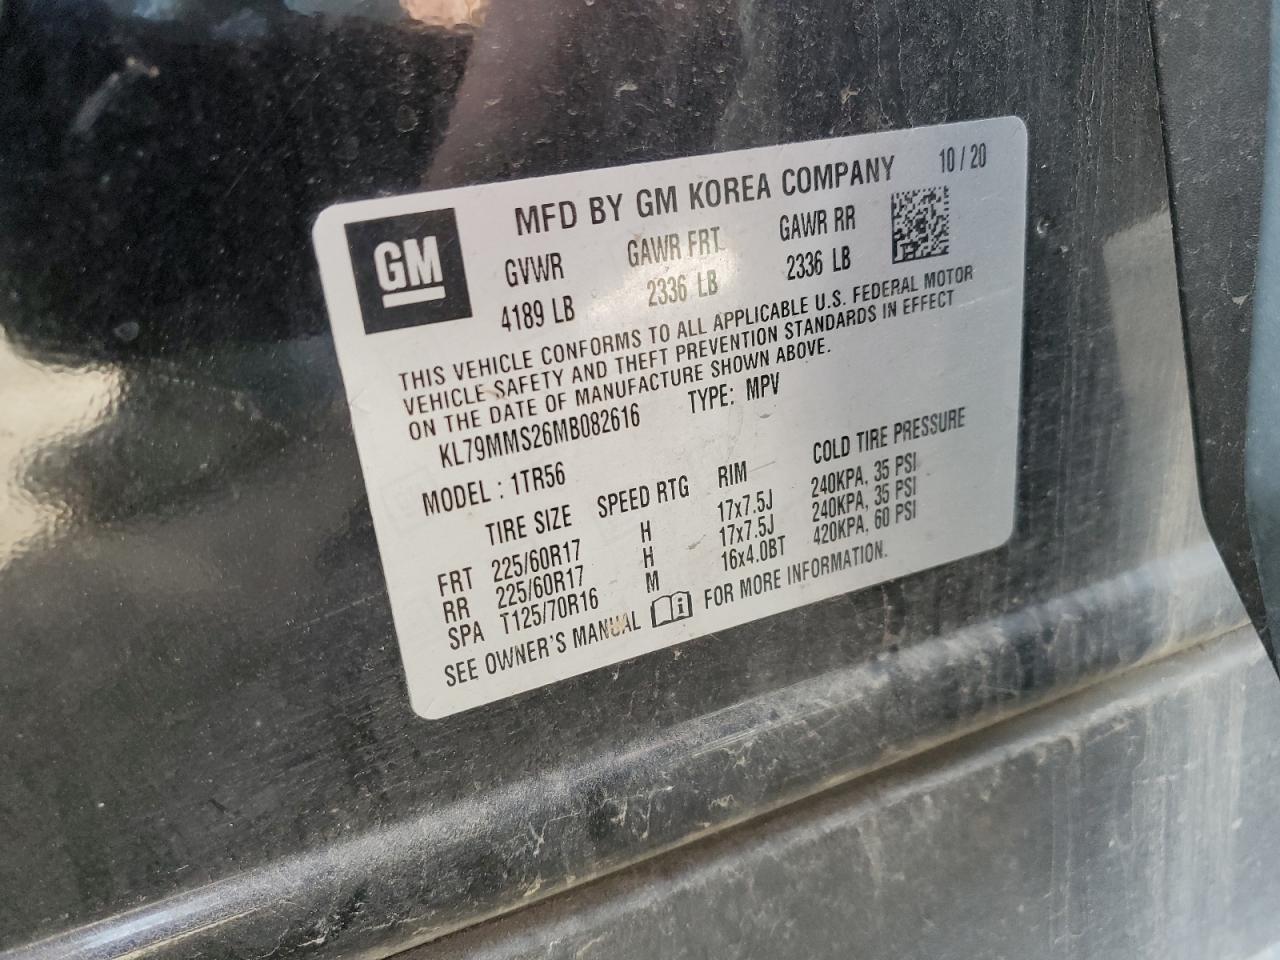 MFD BY GM KOREA COMPANY 10 / 20
GM
GVWR GAWR FRT GAWR RR
4189 LB 2336 LB 2336 LB
THIS VEHICLE CONFORMS TO ALL APPLICABLE U.S. FEDERAL MOTOR
VEHICLE SAFETY AND THEFT PREVENTION STANDARDS IN EFFECT
ON THE DATE OF MANUFACTURE SHOWN ABOVE.
KL79MMS26MB082616 TYPE: MPV
MODEL : 1TR56
TIRE SIZE SPEED RTG RIM COLD TIRE PRESSURE
FRT 225/60R17 H 17x7.5J 240KPA, 35 PSI
RR 225/60R17 H 17x7.5J 240KPA, 35 PSI
SPA T125/70R16 M 16x4.0BT 420KPA, 60 PSI
SEE OWNER'S MANUAL FOR MORE INFORMATION.